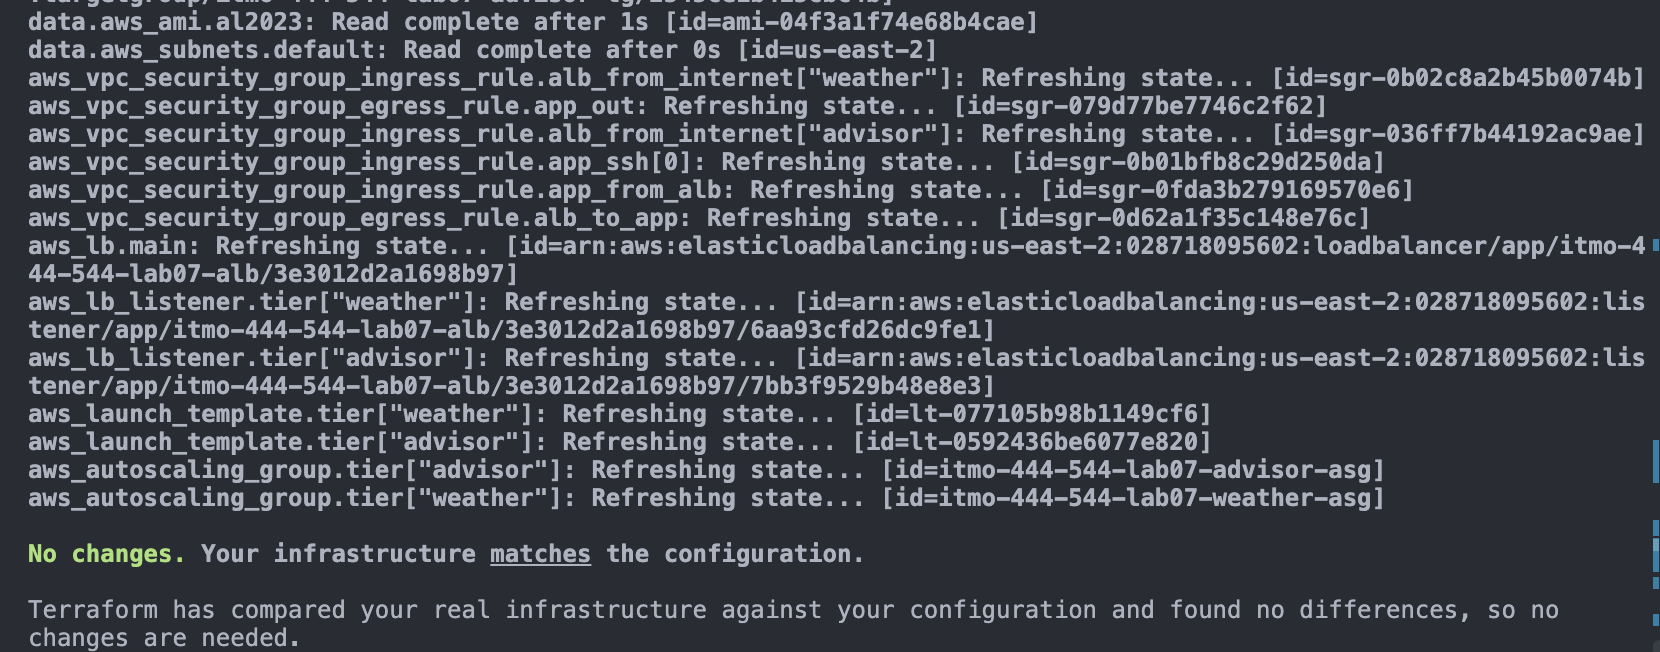 data.aws_ami.al2023: Read complete after 1s [id=ami-04f3a1f74e68b4cae]
data.aws_subnets.default: Read complete after 0s [id=us-east-2]
aws_vpc_security_group_ingress_rule.alb_from_internet["weather"]: Refreshing state... [id=sgr-0b02c8a2b45b0074b]
aws_vpc_security_group_egress_rule.app_out: Refreshing state... [id=sgr-079d77be7746c2f62]
aws_vpc_security_group_ingress_rule.alb_from_internet["advisor"]: Refreshing state... [id=sgr-036ff7b44192ac9ae]
aws_vpc_security_group_ingress_rule.app_ssh[0]: Refreshing state... [id=sgr-0b01bfb8c29d250da]
aws_vpc_security_group_ingress_rule.app_from_alb: Refreshing state... [id=sgr-0fda3b279169570e6]
aws_vpc_security_group_egress_rule.alb_to_app: Refreshing state... [id=sgr-0d62a1f35c148e76c]
aws_lb.main: Refreshing state... [id=arn:aws:elasticloadbalancing:us-east-2:028718095602:loadbalancer/app/itmo-4
44-544-lab07-alb/3e3012d2a1698b97]
aws_lb_listener.tier["weather"]: Refreshing state... [id=arn:aws:elasticloadbalancing:us-east-2:028718095602:lis
tener/app/itmo-444-544-lab07-alb/3e3012d2a1698b97/6aa93cfd26dc9fe1]
aws_lb_listener.tier["advisor"]: Refreshing state... [id=arn:aws:elasticloadbalancing:us-east-2:028718095602:lis
tener/app/itmo-444-544-lab07-alb/3e3012d2a1698b97/7bb3f9529b48e8e3]
aws_launch_template.tier["weather"]: Refreshing state... [id=lt-077105b98b1149cf6]
aws_launch_template.tier["advisor"]: Refreshing state... [id=lt-0592436be6077e820]
aws_autoscaling_group.tier["advisor"]: Refreshing state... [id=itmo-444-544-lab07-advisor-asg]
aws_autoscaling_group.tier["weather"]: Refreshing state... [id=itmo-444-544-lab07-weather-asg]
No changes. Your infrastructure matches the configuration.
Terraform has compared your real infrastructure against your configuration and found no differences, so no
changes are needed.